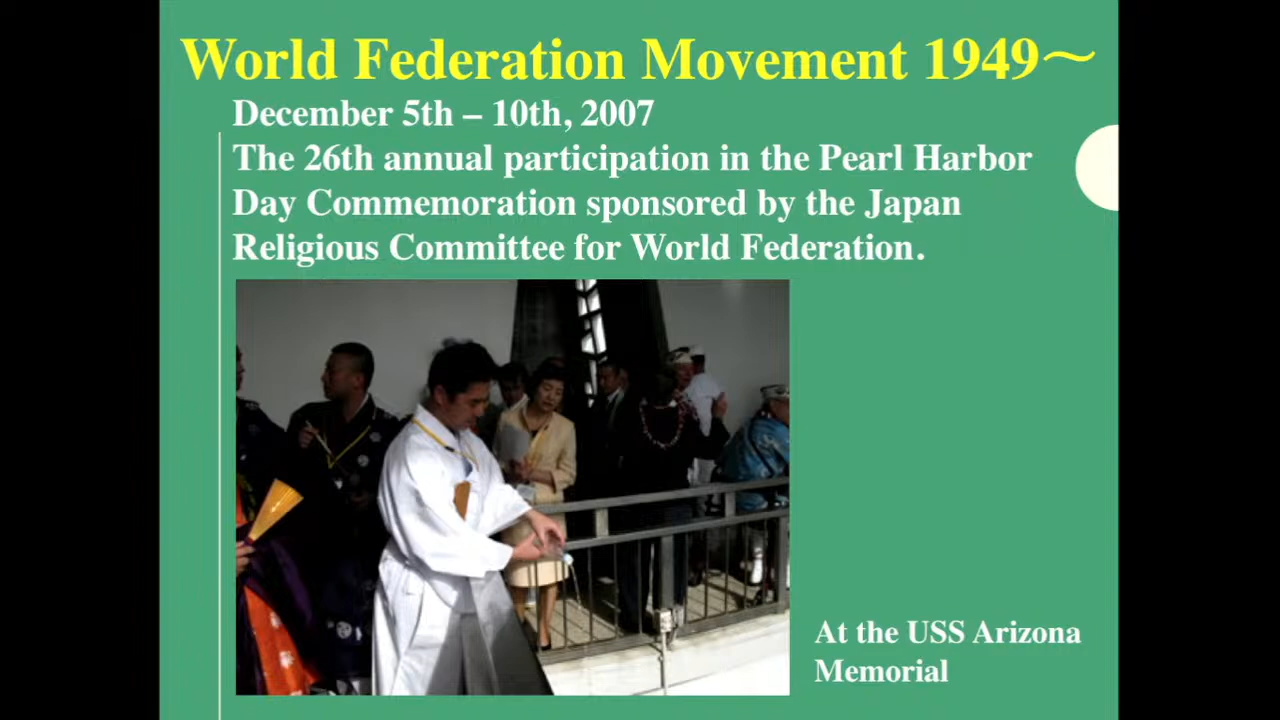 World Federation Movement 1949～
December 5th – 10th, 2007
The 26th annual participation in the Pearl Harbor
Day Commemoration sponsored by the Japan
Religious Committee for World Federation.
At the USS Arizona
Memorial